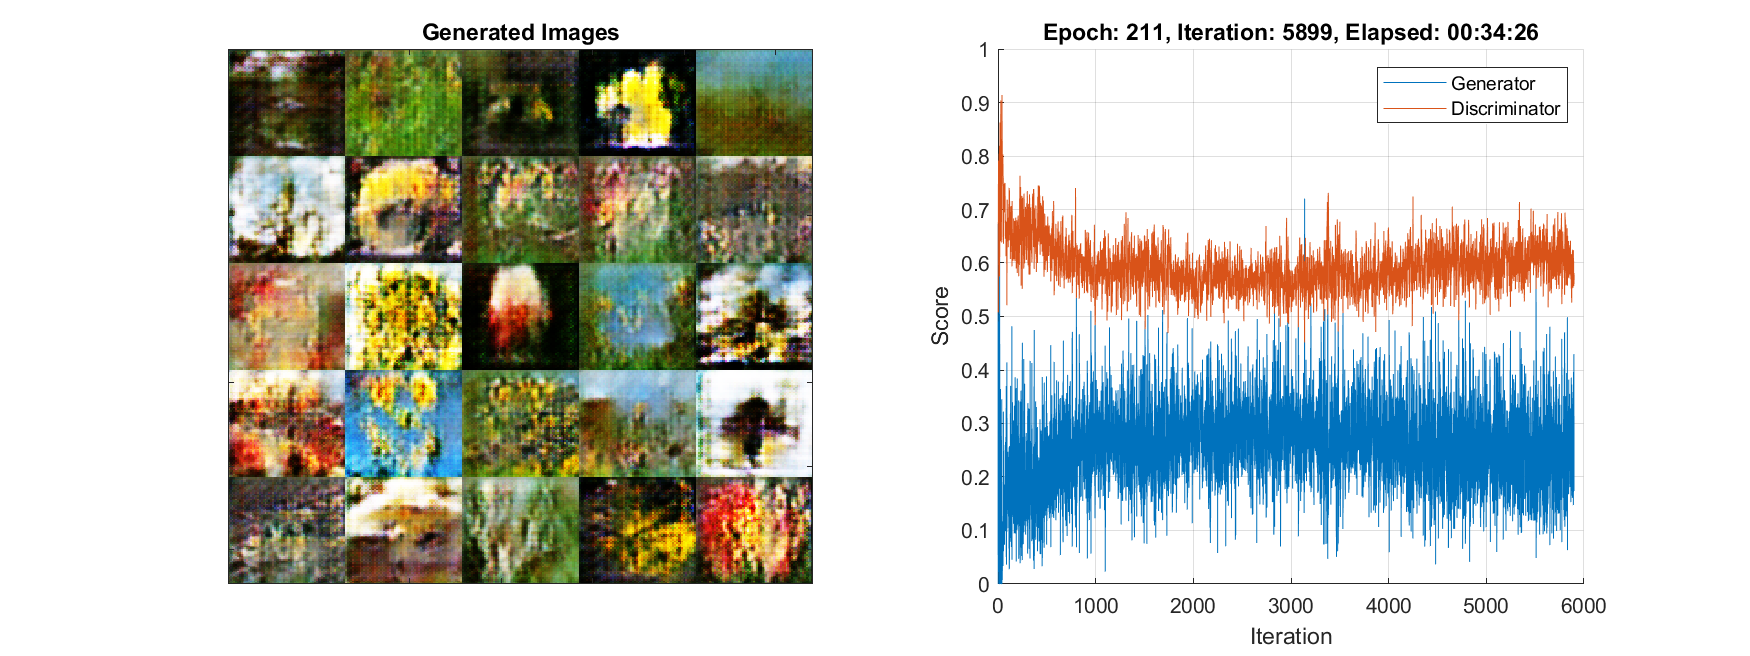 Generated Images
Epoch: 211, Iteration: 5899, Elapsed: 00:34:26
Generator
Discriminator
1
0.9
0.8
0.7
0.6
0.5
0.4
0.3
0.2
0.1
0
Score
0 1000 2000 3000 4000 5000 6000
Iteration